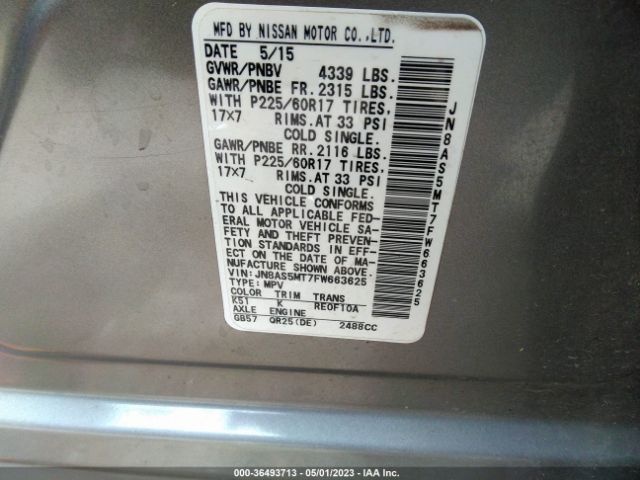 MFD BY NISSAN MOTOR CO.,LTD.
DATE 5/15
GVWR/PNBV 4339 LBS.
GAWR/PNBE FR. 2315 LBS.
WITH P225/60R17 TIRES,
17X7 RIMS.AT 33 PSI
COLD SINGLE.
GAWR/PNBE RR. 2116 LBS.
WITH P225/60R17 TIRES,
17X7 RIMS.AT 33 PSI
COLD SINGLE.
THIS VEHICLE CONFORMS
TO ALL APPLICABLE FED-
ERAL MOTOR VEHICLE SA-
FETY AND THEFT PREVEN-
TION STANDARDS IN EFF-
ECT ON THE DATE OF MA-
NUFACTURE SHOWN ABOVE.
VIN: JN8AS5MT7FW663625
TYPE: MPV
COLOR TRIM TRANS
K51 K RE0F10A
AXLE ENGINE
GB57 QR25(DE) 2488CC
JN8AS5MT7FW663625
000-36493713 - 05/01/2023 - IAA Inc.